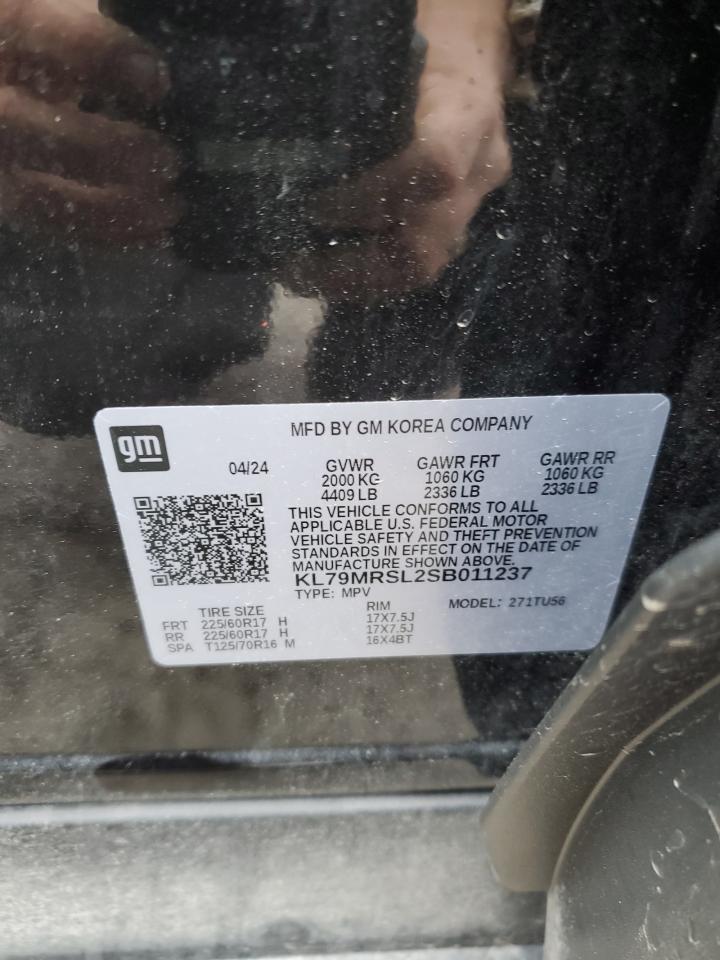 gm
MFD BY GM KOREA COMPANY
04/24
GVWR GAWR FRT GAWR RR
2000 KG 1060 KG 1060 KG
4409 LB 2336 LB 2336 LB
THIS VEHICLE CONFORMS TO ALL
APPLICABLE U.S. FEDERAL MOTOR
VEHICLE SAFETY AND THEFT PREVENTION
STANDARDS IN EFFECT ON THE DATE OF
MANUFACTURE SHOWN ABOVE.
KL79MRSL2SB011237
TYPE: MPV MODEL: 271TU56
TIRE SIZE RIM
FRT 225/60R17 H 17X7.5J
RR 225/60R17 H 17X7.5J
SPA T125/70R16 M 16X4BT